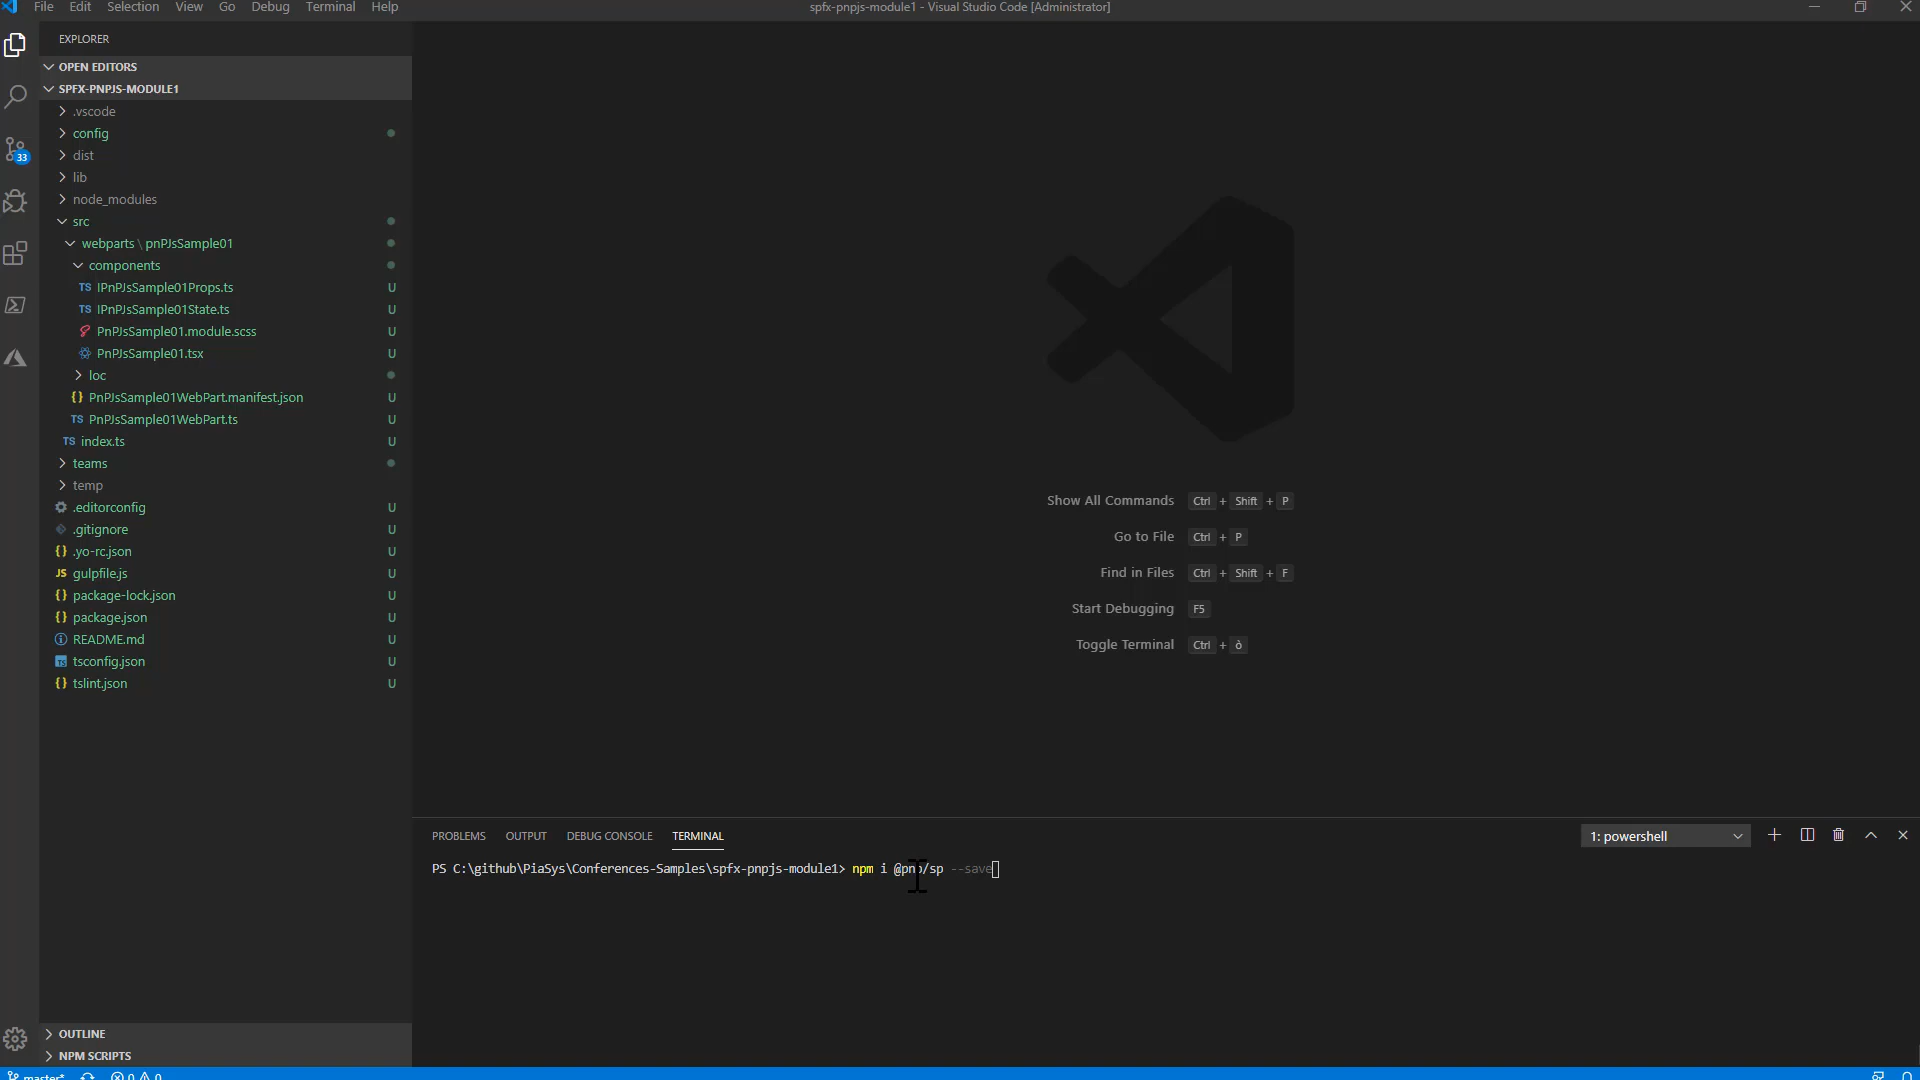 File Edit Selection View Go Debug Terminal Help
spfx-pnpjs-module1 - Visual Studio Code [Administrator]
EXPLORER
OPEN EDITORS
SPFX-PNPJS-MODULE1
.vscode
config
dist
lib
node_modules
src
webparts \ pnPJsSample01
components
TS IPnPJsSample01Props.ts U
TS IPnPJsSample01State.ts U
PnPJsSample01.module.scss U
PnPJsSample01.tsx U
loc
{} PnPJsSample01WebPart.manifest.json U
TS PnPJsSample01WebPart.ts U
TS index.ts U
teams
temp
.editorconfig U
.gitignore U
{} .yo-rc.json U
JS gulpfile.js U
{} package-lock.json U
{} package.json U
README.md U
TS tsconfig.json U
{} tslint.json U
33
OUTLINE
NPM SCRIPTS
master* 0 0
Show All Commands Ctrl + Shift + P
Go to File Ctrl + P
Find in Files Ctrl + Shift + F
Start Debugging F5
Toggle Terminal Ctrl + ò
PROBLEMS OUTPUT DEBUG CONSOLE TERMINAL
1: powershell
PS C:\github\PiaSys\Conferences-Samples\spfx-pnpjs-module1> npm i @pnp/sp --save